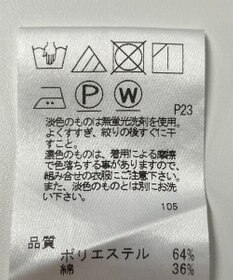 P W
P23
淡色のものは無蛍光洗剤を使用。
よくすすぎ、絞りの後すぐに干
すこと。
濃色のものは、着用による摩擦
で色落ちする事がありますので、
組み合せの衣服にご注意下さい。
また、淡色のものとは別にお洗
い下さい。
105
品質
ポリエステル 64%
綿 36%